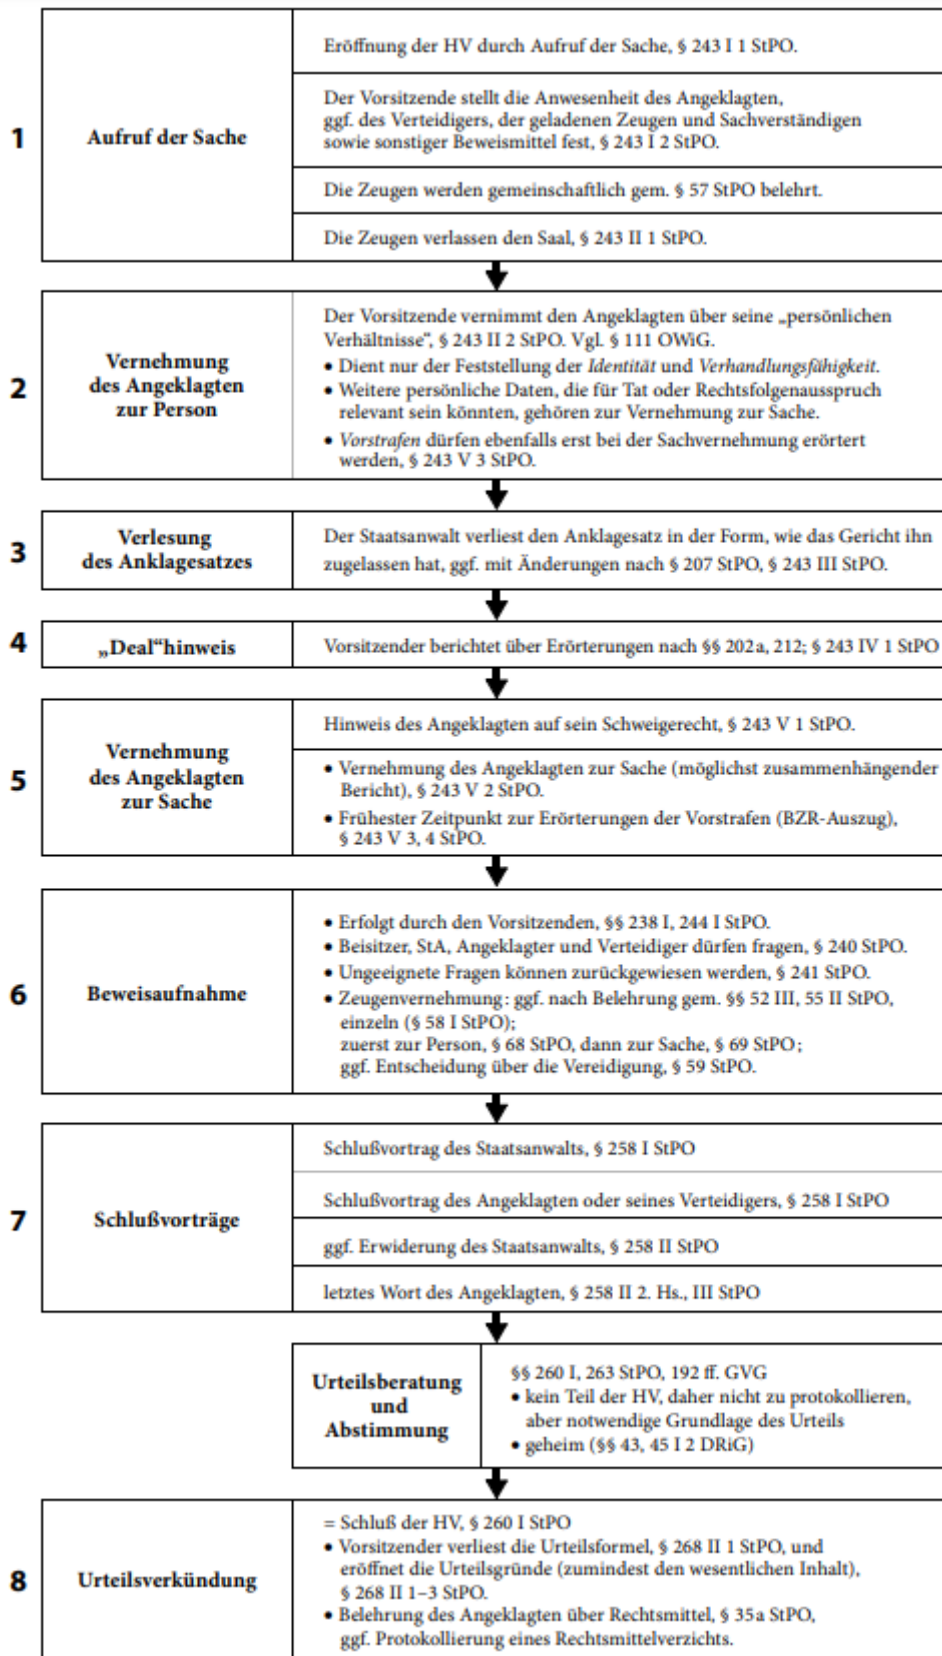 1
Aufruf der Sache
Eröffnung der HV durch Aufruf der Sache, § 243 I 1 StPO.
Der Vorsitzende stellt die Anwesenheit des Angeklagten,
ggf. des Verteidigers, der geladenen Zeugen und Sachverständigen
sowie sonstiger Beweismittel fest, § 243 I 2 StPO.
Die Zeugen werden gemeinschaftlich gem. § 57 StPO belehrt.
Die Zeugen verlassen den Saal, § 243 II 1 StPO.
2
Vernehmung
des Angeklagten
zur Person
Der Vorsitzende vernimmt den Angeklagten über seine „persönlichen
Verhältnisse“, § 243 II 2 StPO. Vgl. § 111 OWiG.
• Dient nur der Feststellung der Identität und Verhandlungsfähigkeit.
• Weitere persönliche Daten, die für Tat oder Rechtsfolgenausspruch
relevant sein könnten, gehören zur Vernehmung zur Sache.
• Vorstrafen dürfen ebenfalls erst bei der Sachvernehmung erörtert
werden, § 243 V 3 StPO.
3
Verlesung
des Anklagesatzes
Der Staatsanwalt verliest den Anklagesatz in der Form, wie das Gericht ihn
zugelassen hat, ggf. mit Änderungen nach § 207 StPO, § 243 III StPO.
4
„Deal“hinweis
Vorsitzender berichtet über Erörterungen nach §§ 202a, 212; § 243 IV 1 StPO
5
Vernehmung
des Angeklagten
zur Sache
Hinweis des Angeklagten auf sein Schweigerecht, § 243 V 1 StPO.
• Vernehmung des Angeklagten zur Sache (möglichst zusammenhängender
Bericht), § 243 V 2 StPO.
• Frühester Zeitpunkt zur Erörterungen der Vorstrafen (BZR-Auszug),
§ 243 V 3, 4 StPO.
6
Beweisaufnahme
• Erfolgt durch den Vorsitzenden, §§ 238 I, 244 I StPO.
• Beisitzer, StA, Angeklagter und Verteidiger dürfen fragen, § 240 StPO.
• Ungeeignete Fragen können zurückgewiesen werden, § 241 StPO.
• Zeugenvernehmung: ggf. nach Belehrung gem. §§ 52 III, 55 II StPO,
einzeln (§ 58 I StPO);
zuerst zur Person, § 68 StPO, dann zur Sache, § 69 StPO;
ggf. Entscheidung über die Vereidigung, § 59 StPO.
7
Schlußvorträge
Schlußvortrag des Staatsanwalts, § 258 I StPO
Schlußvortrag des Angeklagten oder seines Verteidigers, § 258 I StPO
ggf. Erwiderung des Staatsanwalts, § 258 II StPO
letztes Wort des Angeklagten, § 258 II 2. Hs., III StPO
Urteilsberatung
und
Abstimmung
§§ 260 I, 263 StPO, 192 ff. GVG
• kein Teil der HV, daher nicht zu protokollieren,
aber notwendige Grundlage des Urteils
• geheim (§§ 43, 45 I 2 DRiG)
8
Urteilsverkündung
= Schluß der HV, § 260 I StPO
• Vorsitzender verliest die Urteilsformel, § 268 II 1 StPO, und
eröffnet die Urteilsgründe (zumindest den wesentlichen Inhalt),
§ 268 II 1–3 StPO.
• Belehrung des Angeklagten über Rechtsmittel, § 35a StPO,
ggf. Protokollierung eines Rechtsmittelverzichts.